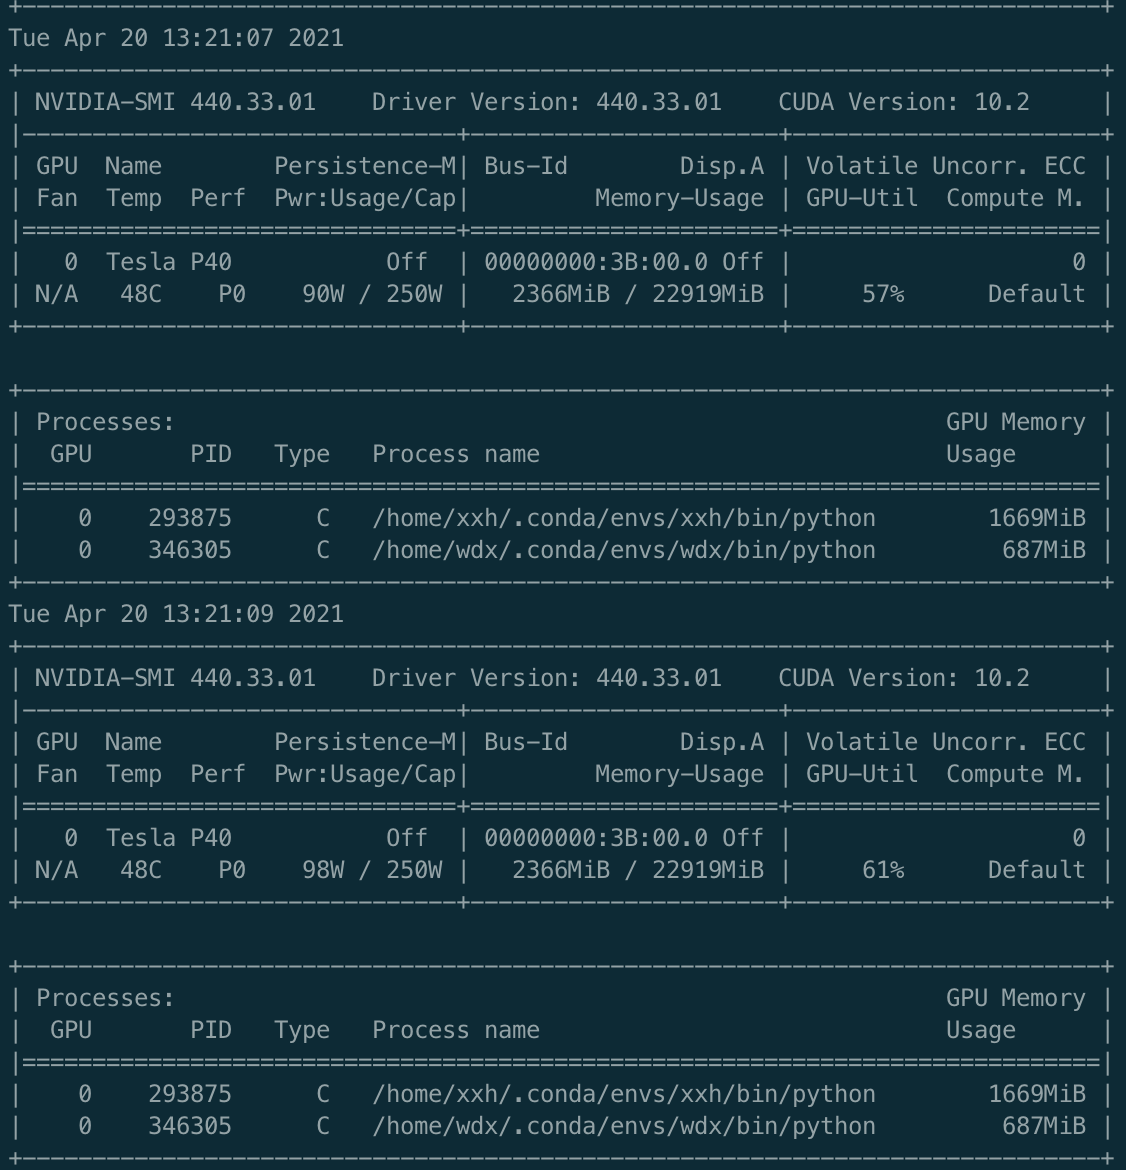 +-----------------------------------------------------------------------------+
Tue Apr 20 13:21:07 2021
+-----------------------------------------------------------------------------+
| NVIDIA-SMI 440.33.01    Driver Version: 440.33.01    CUDA Version: 10.2     |
|-------------------------------+----------------------+----------------------+
| GPU  Name        Persistence-M| Bus-Id        Disp.A | Volatile Uncorr. ECC |
| Fan  Temp  Perf  Pwr:Usage/Cap|         Memory-Usage | GPU-Util  Compute M. |
|===============================+======================+======================|
|   0  Tesla P40           Off  | 00000000:3B:00.0 Off |                    0 |
| N/A   48C    P0    90W / 250W |   2366MiB / 22919MiB |     57%      Default |
+-------------------------------+----------------------+----------------------+

+-----------------------------------------------------------------------------+
| Processes:                                                       GPU Memory |
|  GPU       PID   Type   Process name                             Usage      |
|=============================================================================|
|    0    293875      C   /home/xxh/.conda/envs/xxh/bin/python        1669MiB |
|    0    346305      C   /home/wdx/.conda/envs/wdx/bin/python         687MiB |
+-----------------------------------------------------------------------------+
Tue Apr 20 13:21:09 2021
+-----------------------------------------------------------------------------+
| NVIDIA-SMI 440.33.01    Driver Version: 440.33.01    CUDA Version: 10.2     |
|-------------------------------+----------------------+----------------------+
| GPU  Name        Persistence-M| Bus-Id        Disp.A | Volatile Uncorr. ECC |
| Fan  Temp  Perf  Pwr:Usage/Cap|         Memory-Usage | GPU-Util  Compute M. |
|===============================+======================+======================|
|   0  Tesla P40           Off  | 00000000:3B:00.0 Off |                    0 |
| N/A   48C    P0    98W / 250W |   2366MiB / 22919MiB |     61%      Default |
+-------------------------------+----------------------+----------------------+

+-----------------------------------------------------------------------------+
| Processes:                                                       GPU Memory |
|  GPU       PID   Type   Process name                             Usage      |
|=============================================================================|
|    0    293875      C   /home/xxh/.conda/envs/xxh/bin/python        1669MiB |
|    0    346305      C   /home/wdx/.conda/envs/wdx/bin/python         687MiB |
+-----------------------------------------------------------------------------+